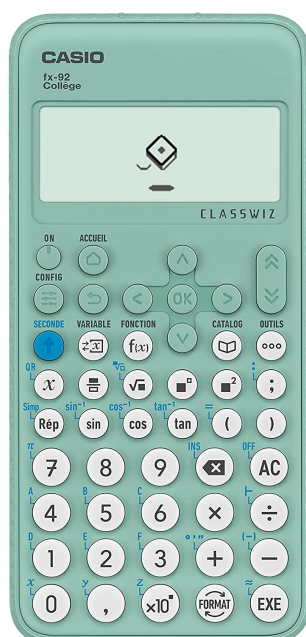 CASIO
fx-92
Collège
CLASSWIZ
ON ACCUEIL
CONFIG
OK
SECONDE VARIABLE FONCTION CATALOG OUTILS
x f(x)
QR
x √ ;
Simp sin⁻¹ cos⁻¹ tan⁻¹ =
Rép sin cos tan ( )
π INS OFF
7 8 9 AC
A B C
4 5 6 × ÷
D E F ° ' " (−)
1 2 3 + −
x y z ≈
0 , ×10 FORMAT EXE